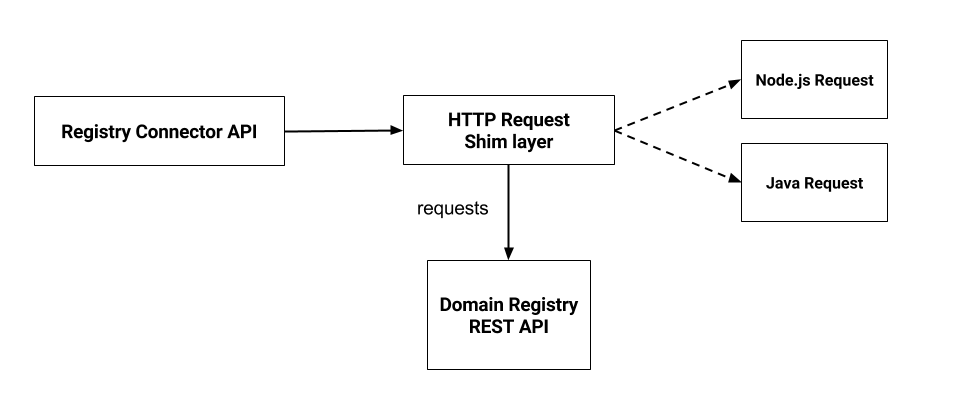 Registry Connector API
HTTP Request
Shim layer
Node.js Request
Java Request
requests
Domain Registry
REST API